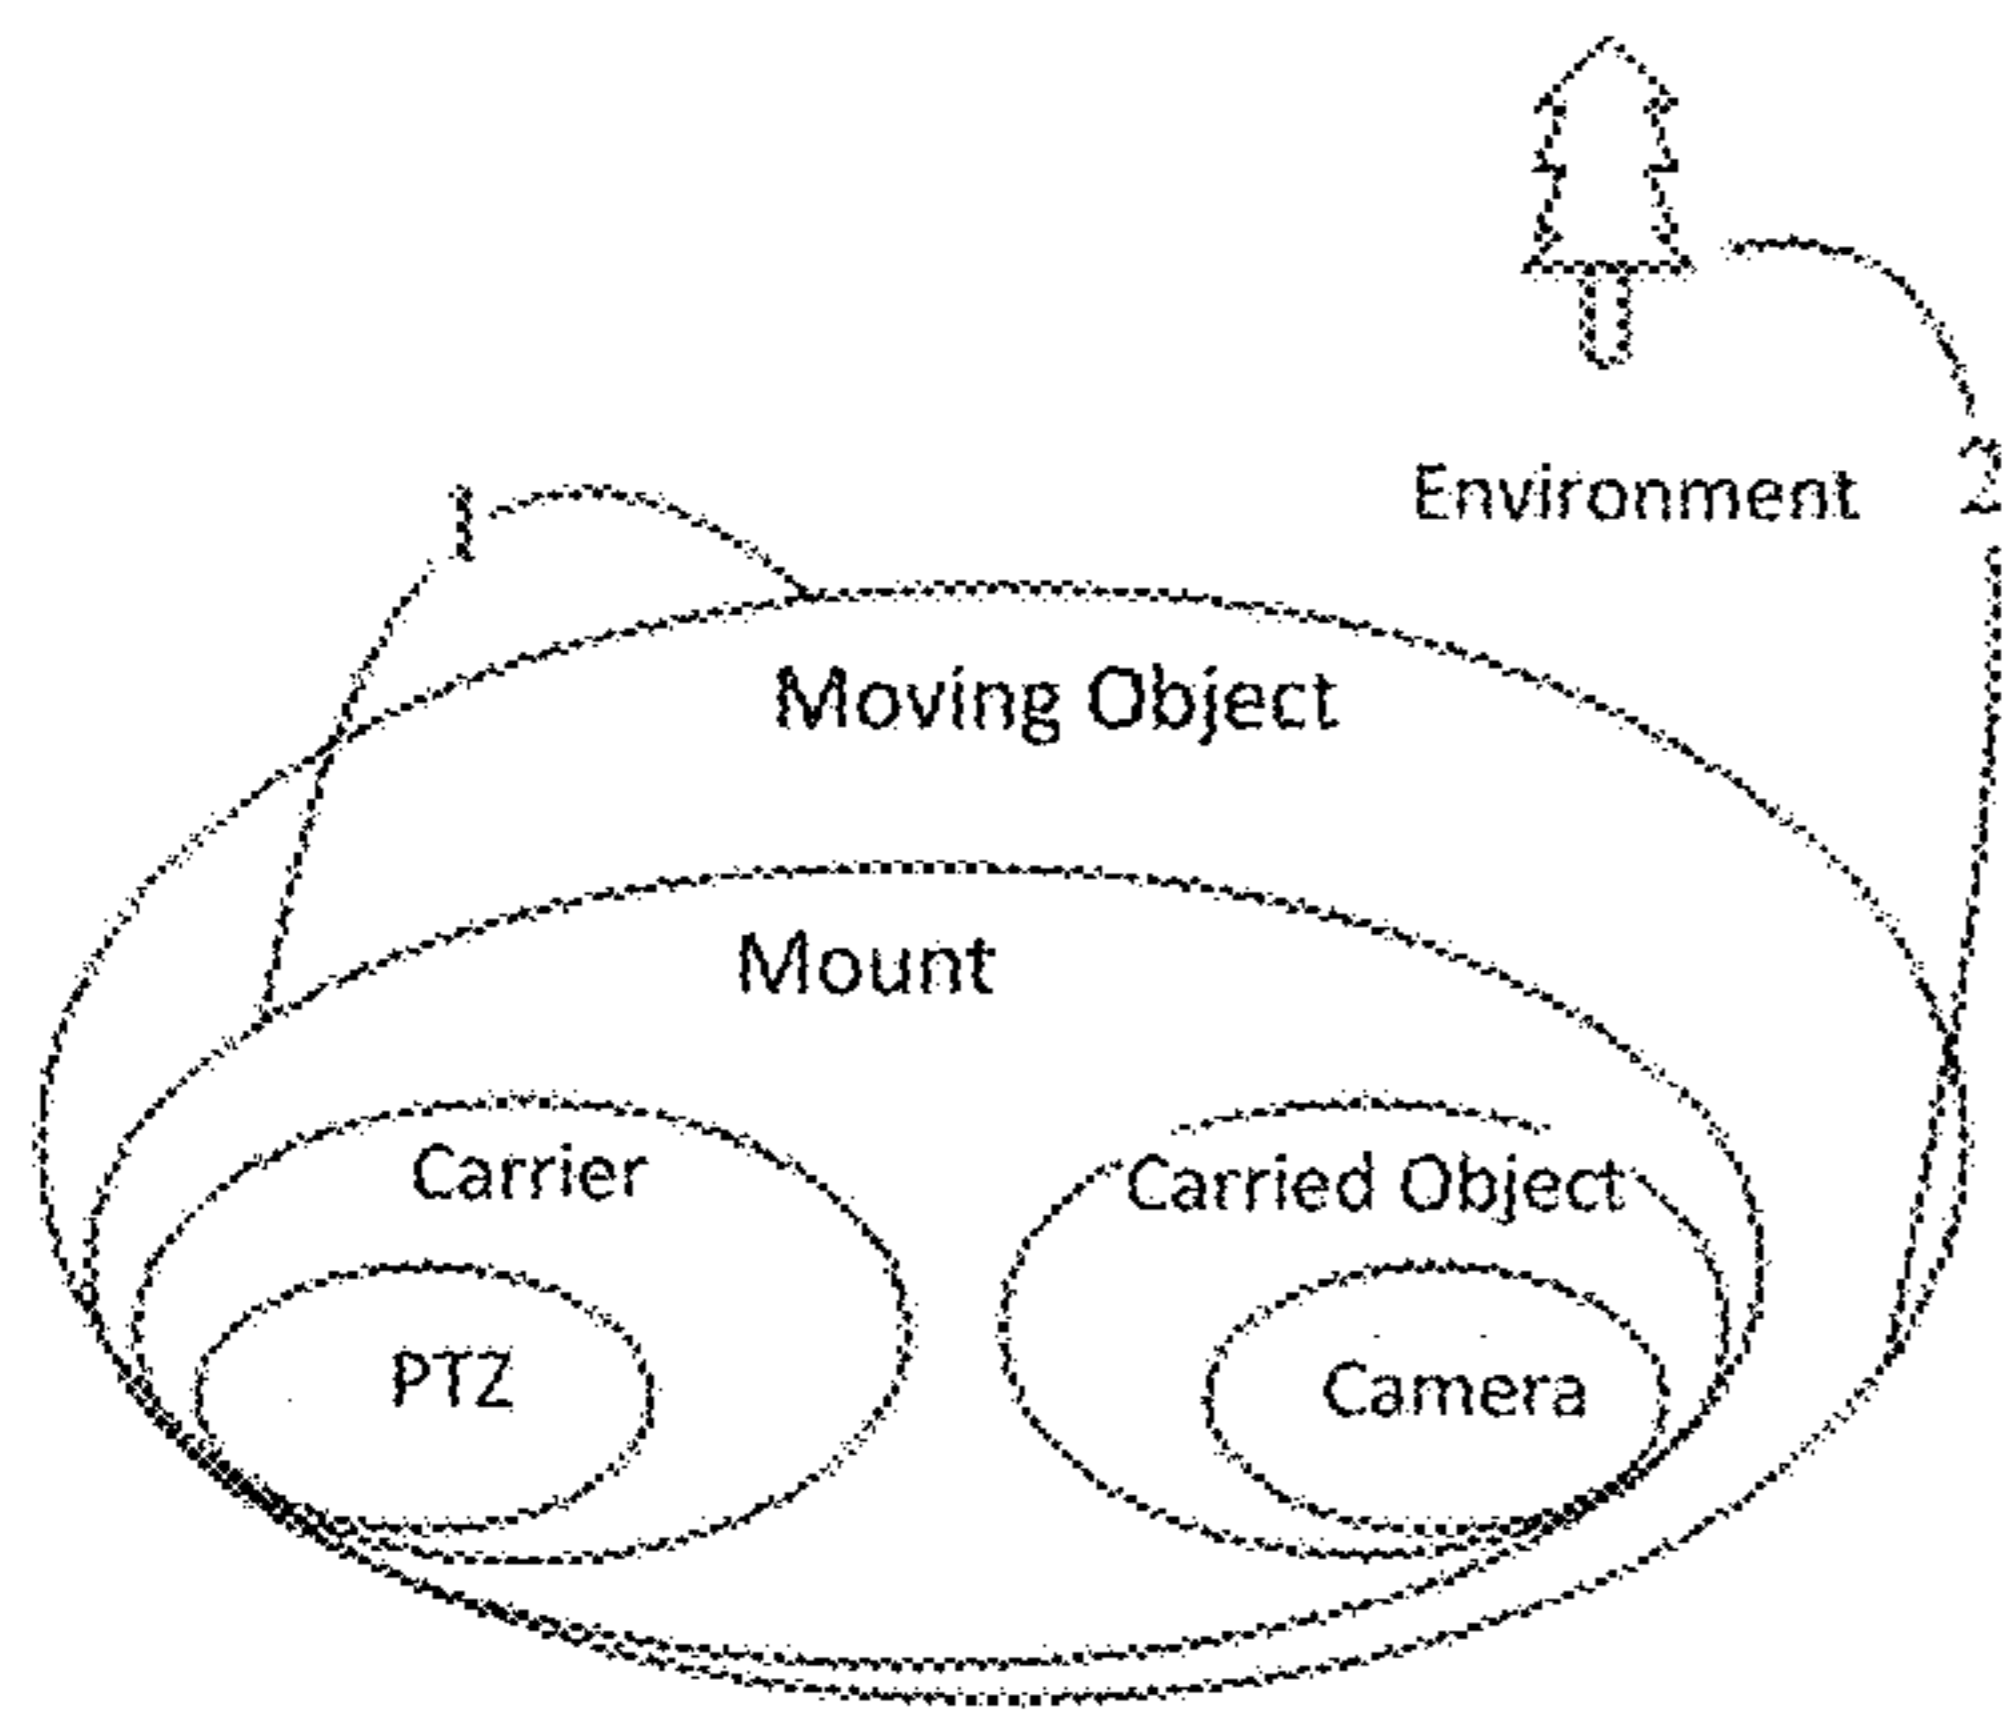 Environment
2
1
Moving Object
Mount
Carrier
Carried Object
PTZ
Camera